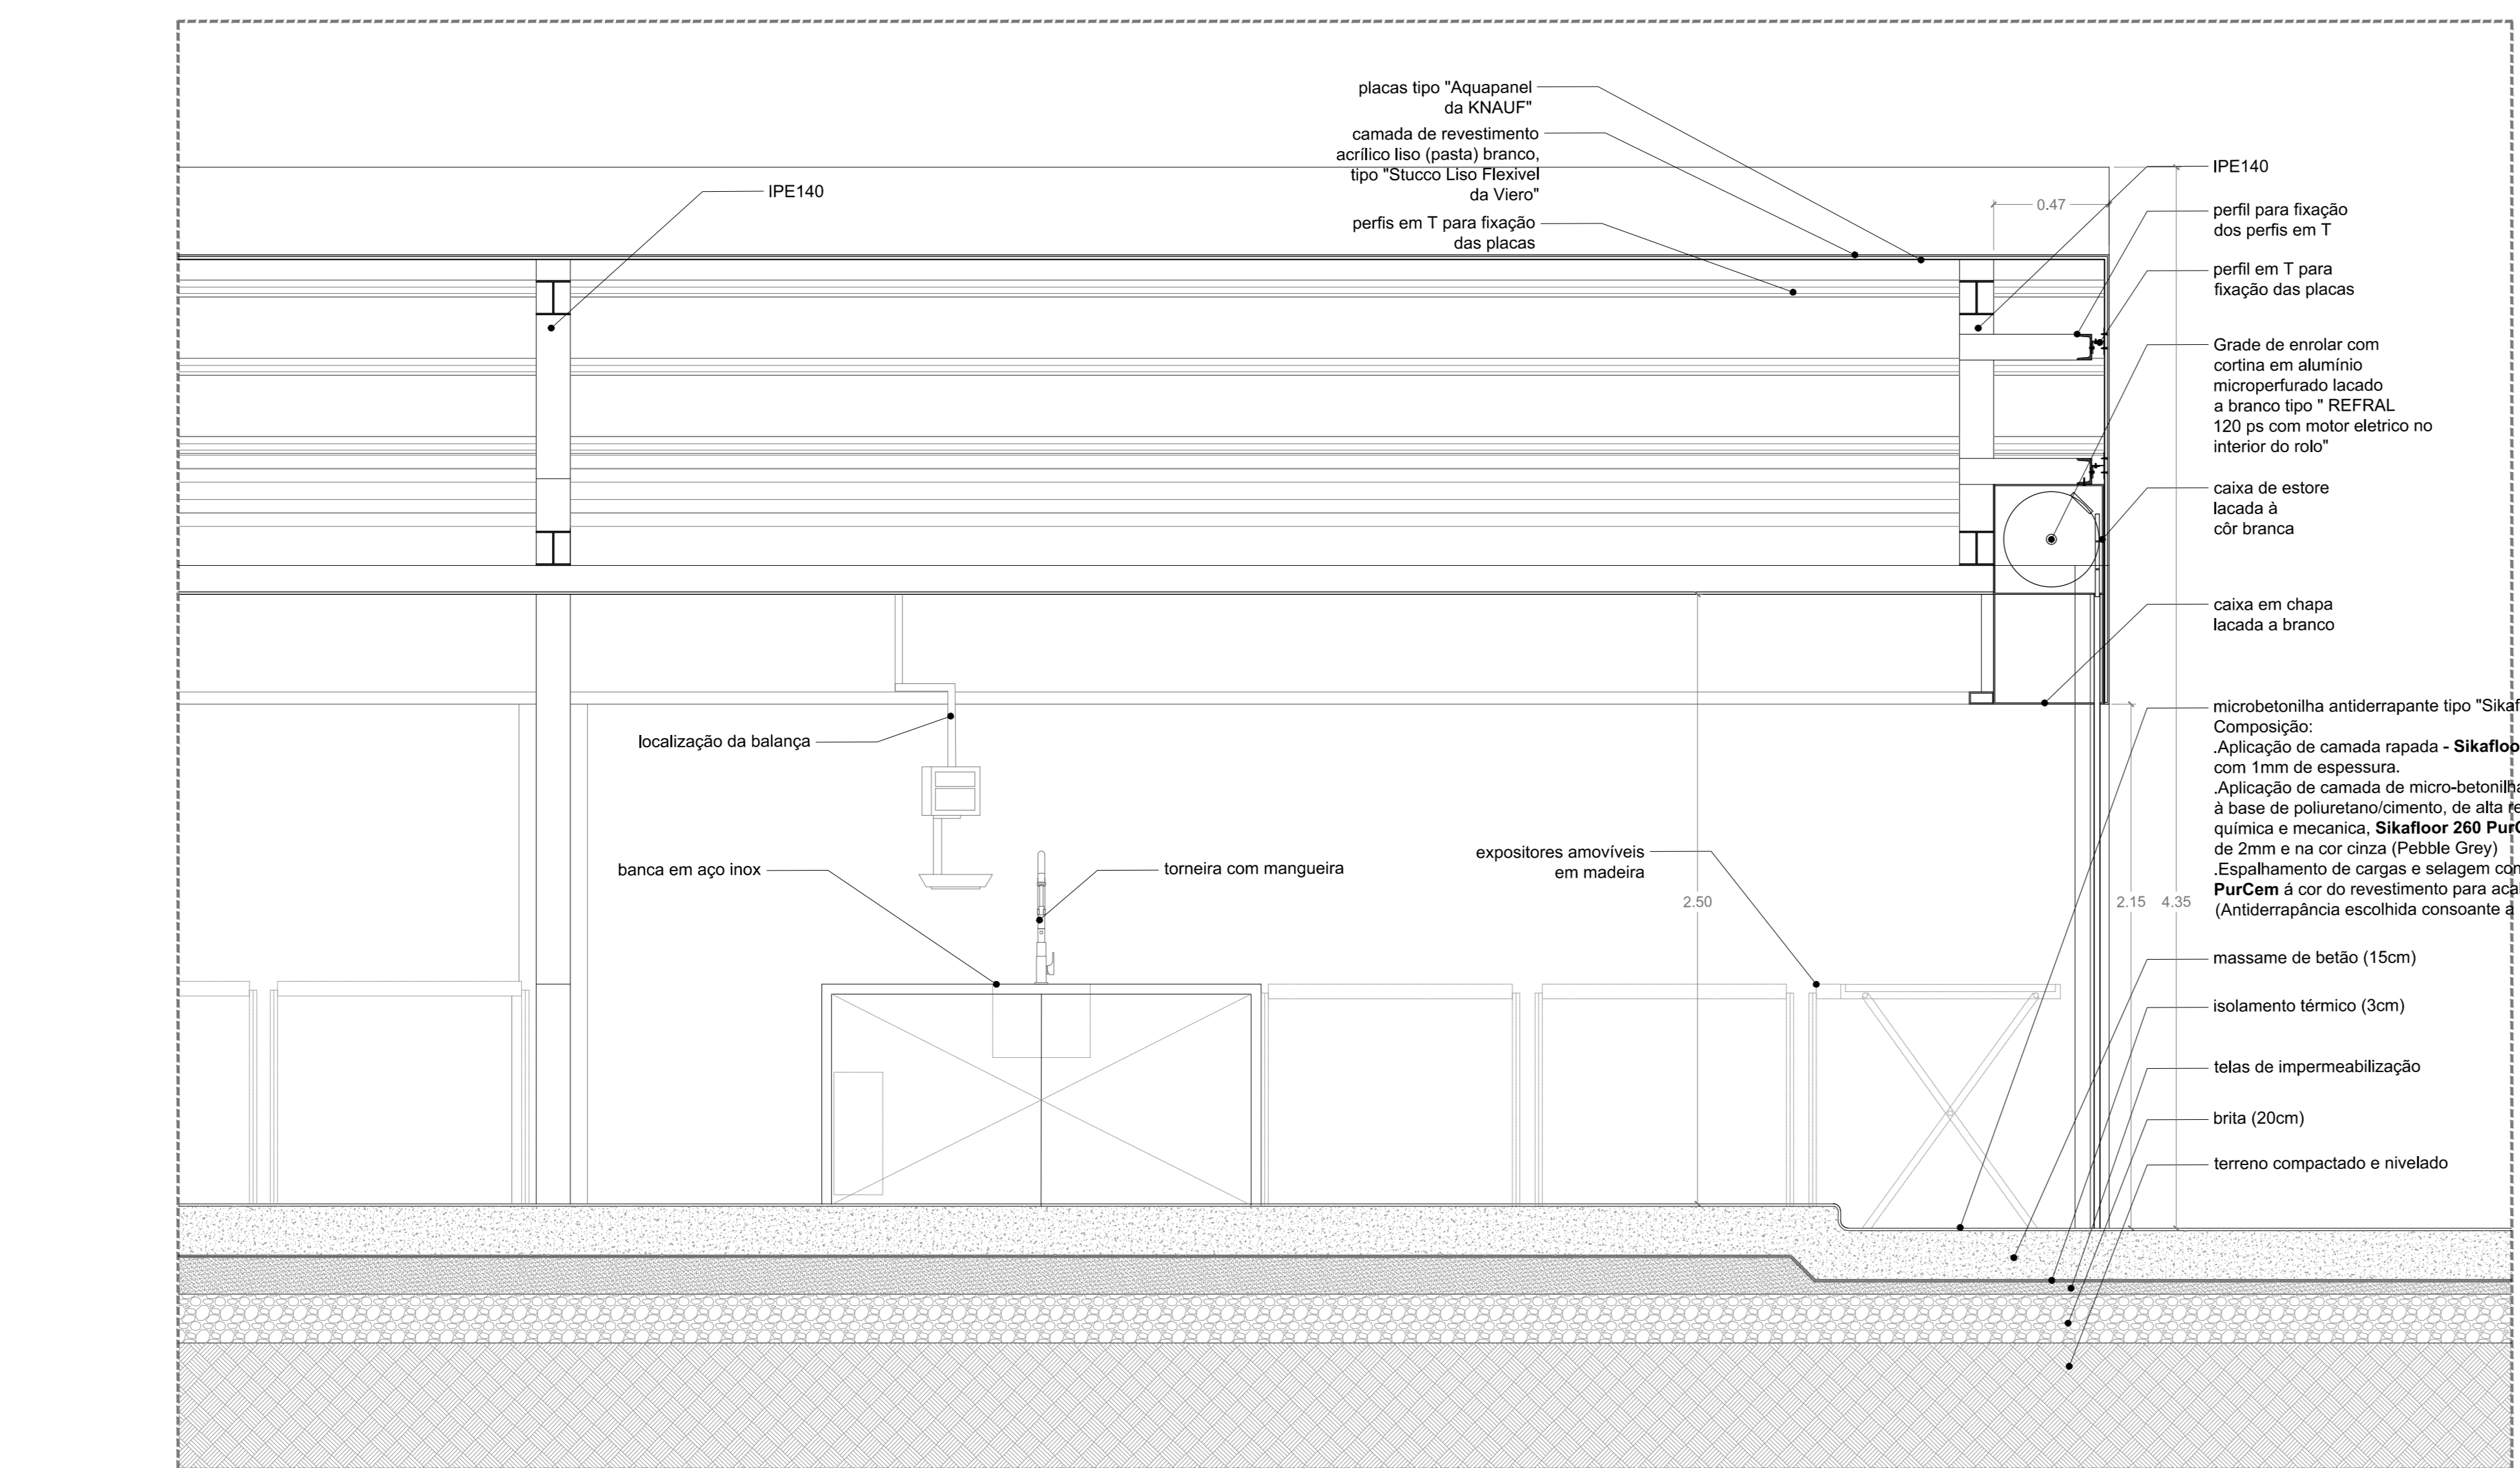 placas tipo "Aquapanel
da KNAUF"
camada de revestimento
acrílico liso (pasta) branco,
tipo "Stucco Liso Flexivel
da Viero"
perfis em T para fixação
das placas
IPE140
IPE140
0.47
perfil para fixação
dos perfis em T
perfil em T para
fixação das placas
Grade de enrolar com
cortina em alumínio
microperfurado lacado
a branco tipo " REFRAL
120 ps com motor eletrico no
interior do rolo"
caixa de estore
lacada à
côr branca
caixa em chapa
lacada a branco
localização da balança
banca em aço inox
torneira com mangueira
expositores amovíveis
em madeira
2.50
2.15
4.35
microbetonilha antiderrapante tipo
Composição:
.Aplicação de camada rapada -
com 1mm de espessura.
.Aplicação de camada de micro-betonilha
à base de poliuretano/cimento, de alta
química e mecanica, Sikafloor 260
de 2mm e na cor cinza (Pebble Grey)
.Espalhamento de cargas e selagem
PurCem á cor do revestimento para
(Antiderrapância escolhida consoante a
massame de betão (15cm)
isolamento térmico (3cm)
telas de impermeabilização
brita (20cm)
terreno compactado e nivelado